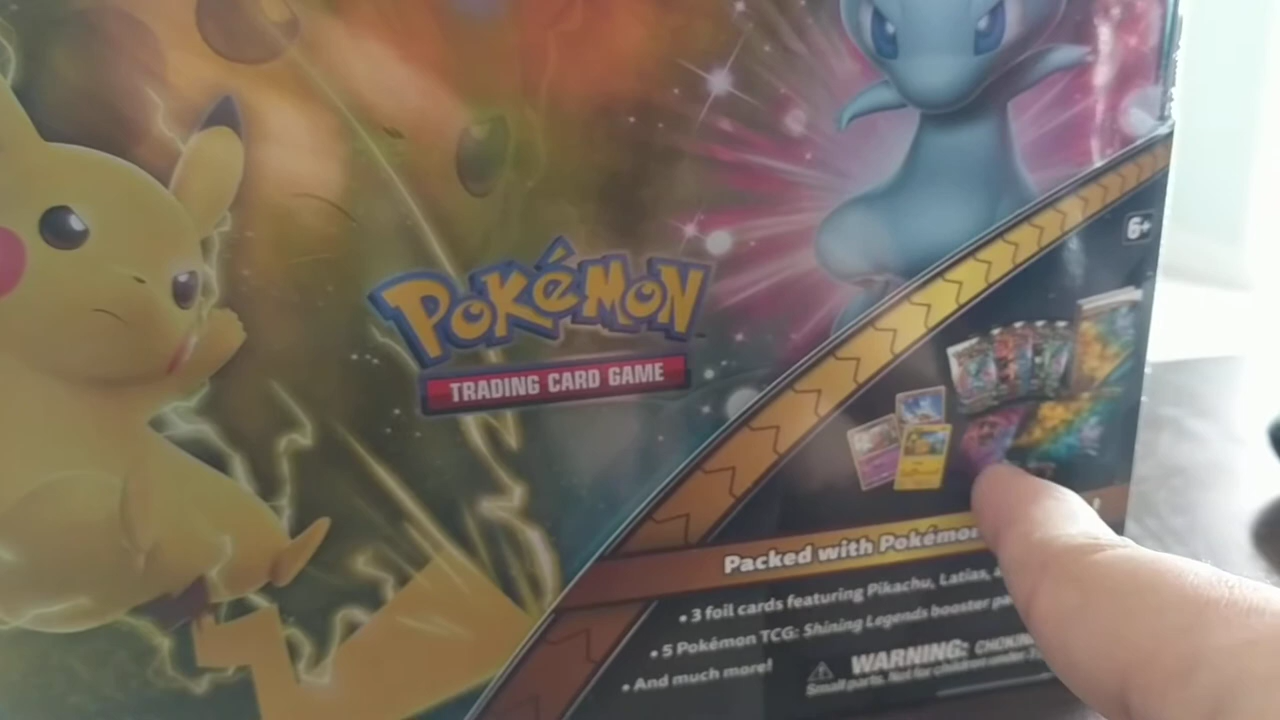 POKéMON
TRADING CARD GAME
6+
Packed with Pokémon
• 3 foil cards featuring Pikachu, Latias,
• 5 Pokémon TCG: Shining Legends booster
• And much more!
WARNING:
Small parts. Not for children under